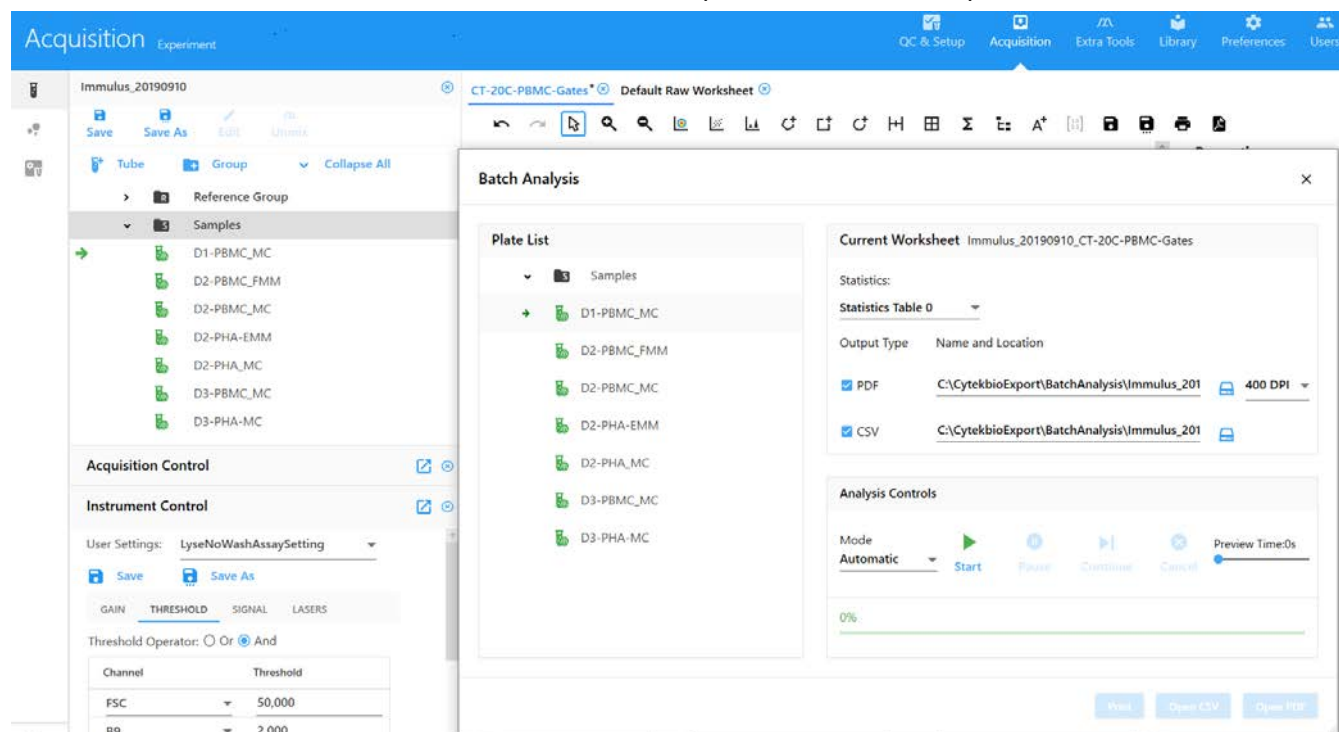 Acquisition Experiment
QC & Setup Acquisition Extra Tools Library Preferences Users
Immulus_20190910
CT-20C-PBMC-Gates* Default Raw Worksheet
Save Save As Edit Unmix
Tube Group Collapse All
Reference Group
Samples
D1-PBMC_MC
D2-PBMC_FMM
D2-PBMC_MC
D2-PHA-EMM
D2-PHA_MC
D3-PBMC_MC
D3-PHA-MC
Acquisition Control
Instrument Control
User Settings: LyseNoWashAssaySetting
Save Save As
GAIN THRESHOLD SIGNAL LASERS
Threshold Operator: Or And
Channel Threshold
FSC 50,000
B9 2,000
Batch Analysis
Plate List
Samples
D1-PBMC_MC
D2-PBMC_FMM
D2-PBMC_MC
D2-PHA-EMM
D2-PHA_MC
D3-PBMC_MC
D3-PHA-MC
Current Worksheet Immulus_20190910_CT-20C-PBMC-Gates
Statistics:
Statistics Table 0
Output Type Name and Location
PDF C:\CytekbioExport\BatchAnalysis\Immulus_201 400 DPI
CSV C:\CytekbioExport\BatchAnalysis\Immulus_201
Analysis Controls
Mode
Automatic
Start Pause Continue Cancel
Preview Time:0s
0%
Print Open CSV Open PDF